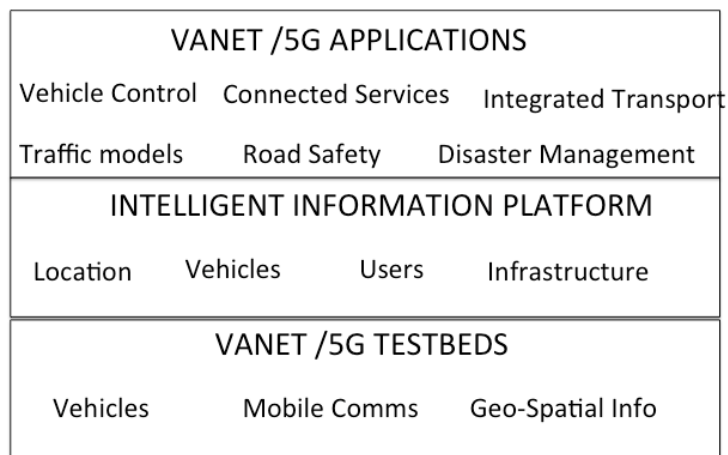 VANET /5G APPLICATIONS
Vehicle Control Connected Services Integrated Transport
Traffic models Road Safety Disaster Management
INTELLIGENT INFORMATION PLATFORM
Location Vehicles Users Infrastructure
VANET /5G TESTBEDS
Vehicles Mobile Comms Geo-Spatial Info